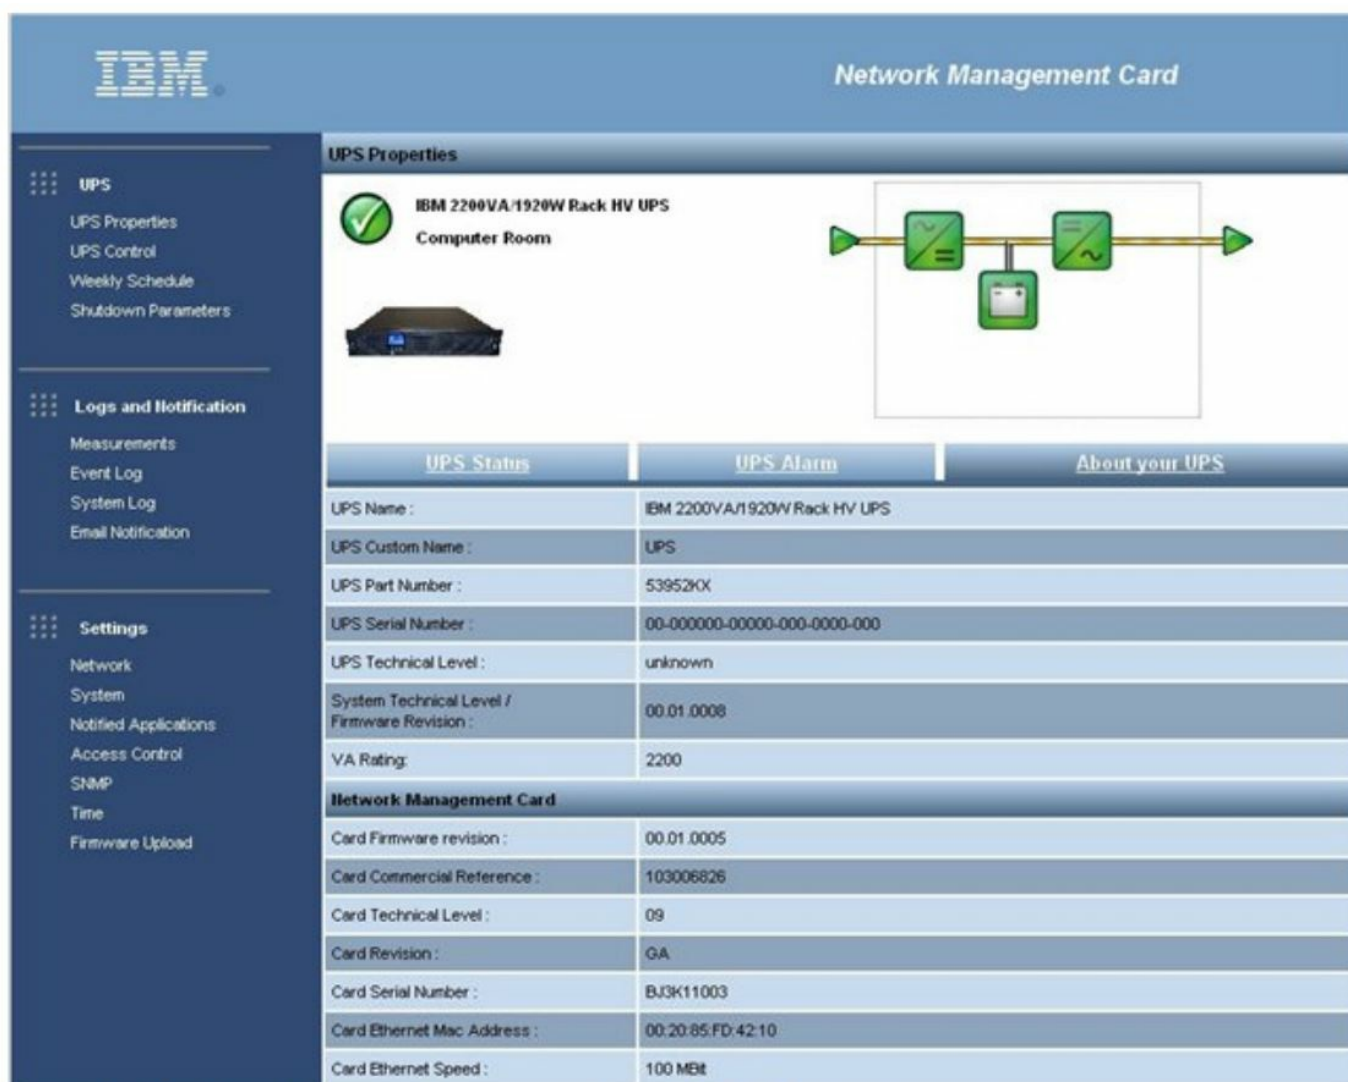 IBM
Network Management Card
UPS Properties
UPS
UPS Properties
UPS Control
Weekly Schedule
Shutdown Parameters
Logs and Notification
Measurements
Event Log
System Log
Email Notification
Settings
Network
System
Notified Applications
Access Control
SNMP
Time
Firmware Upload
IBM 2200VA/1920W Rack HV UPS
Computer Room
UPS Status UPS Alarm About your UPS
UPS Name : IBM 2200VA/1920W Rack HV UPS
UPS Custom Name : UPS
UPS Part Number : 53952KX
UPS Serial Number : 00-000000-00000-000-0000-000
UPS Technical Level : unknown
System Technical Level /
Firmware Revision : 00.01.0008
VA Rating: 2200
Network Management Card
Card Firmware revision : 00.01.0005
Card Commercial Reference : 103006826
Card Technical Level : 09
Card Revision : GA
Card Serial Number : BJ3K11003
Card Ethernet Mac Address : 00:20:85:FD:42:10
Card Ethernet Speed : 100 MBit